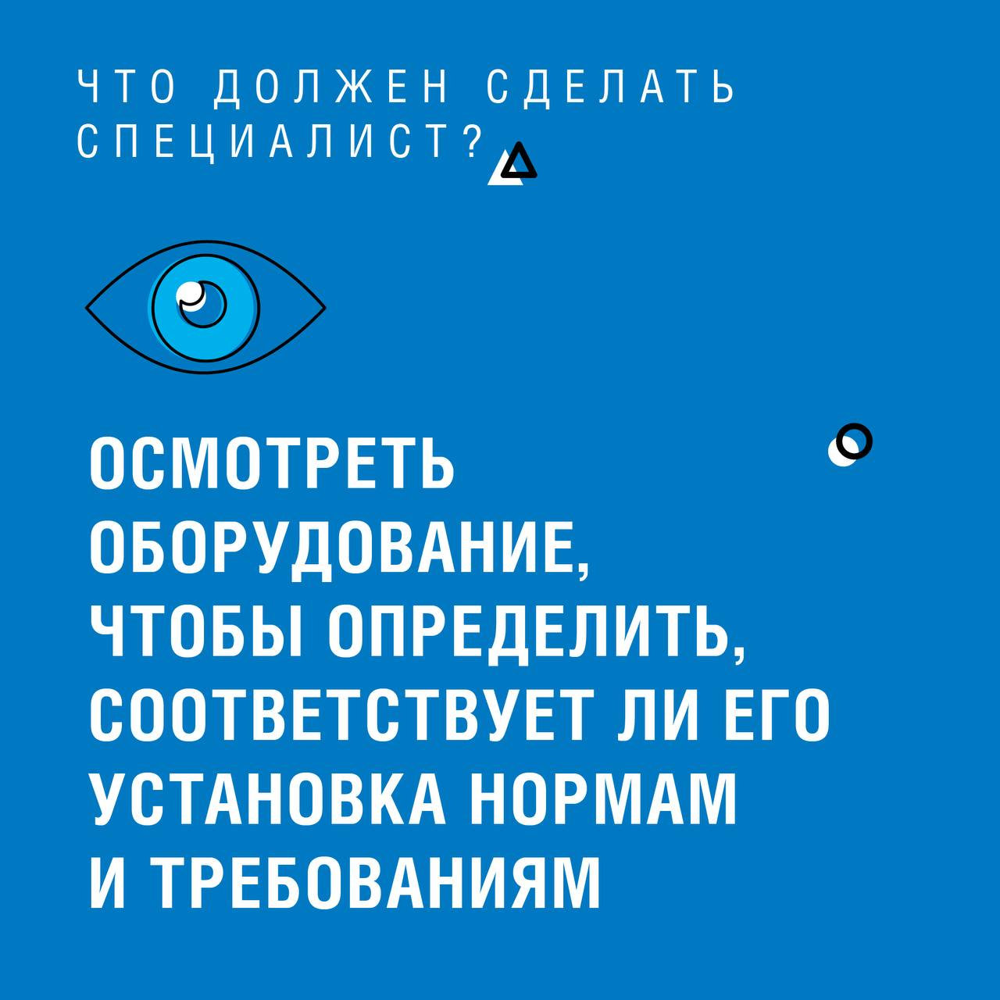 ЧТО ДОЛЖЕН СДЕЛАТЬ
СПЕЦИАЛИСТ?
ОСМОТРЕТЬ
ОБОРУДОВАНИЕ,
ЧТОБЫ ОПРЕДЕЛИТЬ,
СООТВЕТСТВУЕТ ЛИ ЕГО
УСТАНОВКА НОРМАМ
И ТРЕБОВАНИЯМ